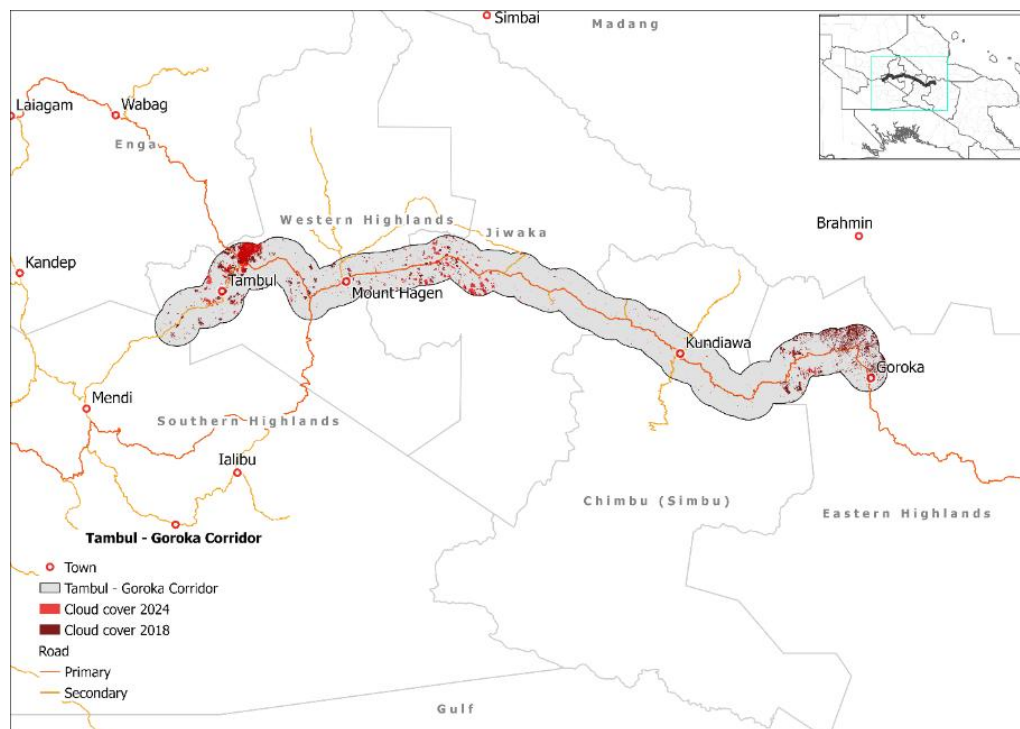 Simbai
Madang
Laiagam
Wabag
Enga
Western Highlands
Jiwaka
Brahmin
Kandep
Tambul
Mount Hagen
Kundiawa
Goroka
Mendi
Southern Highlands
Ialibu
Chimbu (Simbu)
Eastern Highlands
Tambul - Goroka Corridor
Town
Tambul - Goroka Corridor
Cloud cover 2024
Cloud cover 2018
Road
Primary
Secondary
Gulf